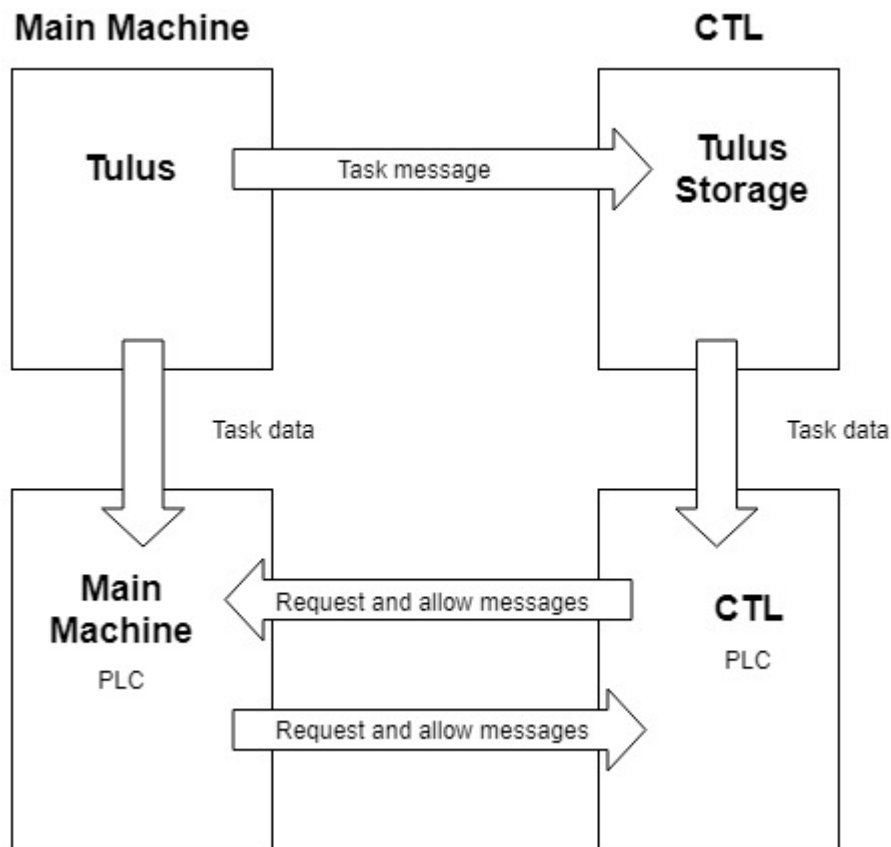 Main Machine
CTL
Tulus
Task message
Tulus
Storage
Task data
Task data
Main
Machine
PLC
Request and allow messages
CTL
PLC
Request and allow messages